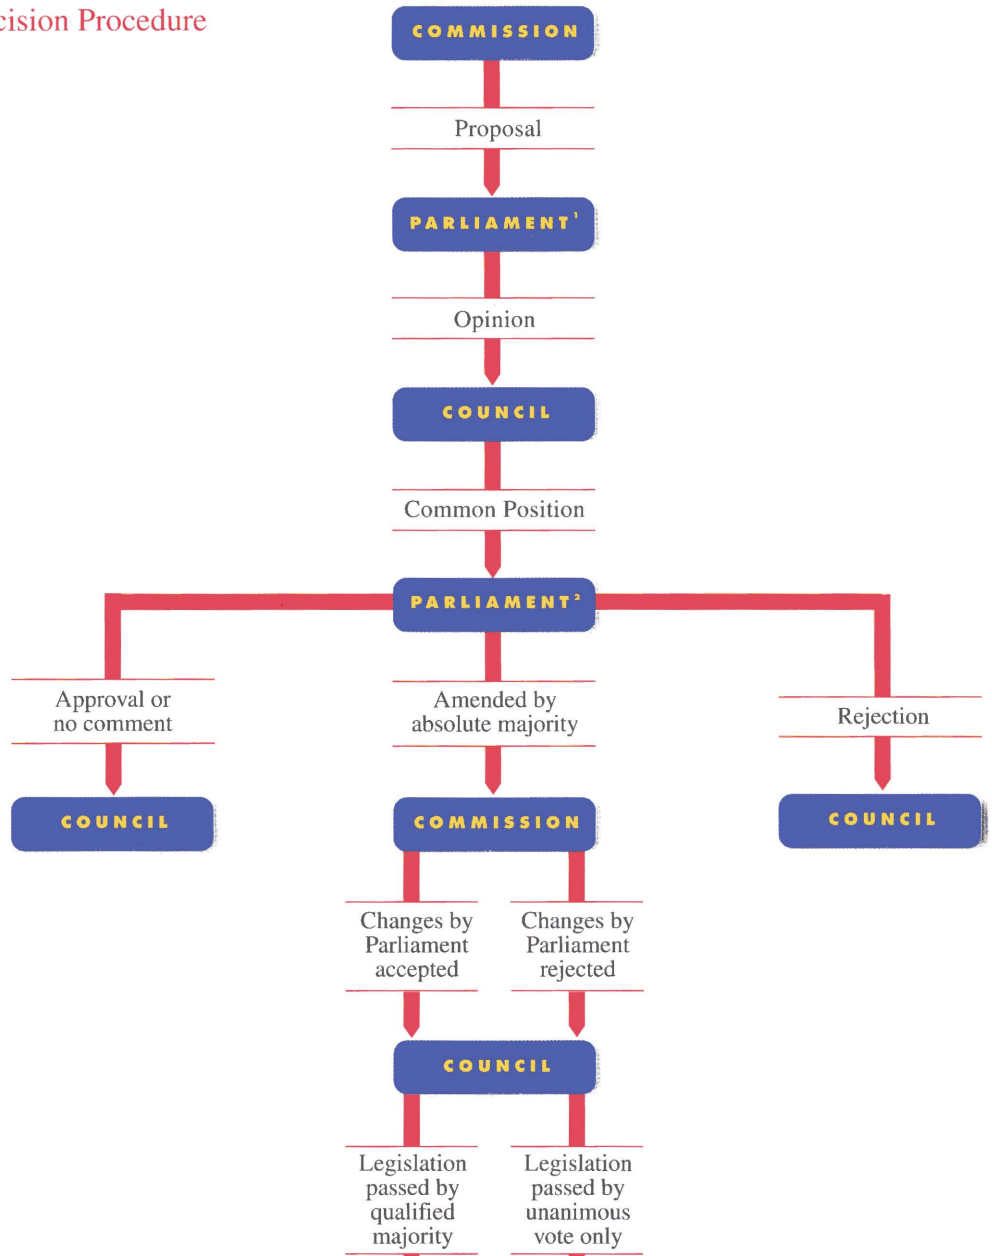 cision Procedure
COMMISSION
Proposal
PARLIAMENT¹
Opinion
COUNCIL
Common Position
PARLIAMENT²
Approval or
no comment
Amended by
absolute majority
Rejection
COUNCIL
COMMISSION
COUNCIL
Changes by
Parliament
accepted
Changes by
Parliament
rejected
COUNCIL
Legislation
passed by
qualified
majority
Legislation
passed by
unanimous
vote only